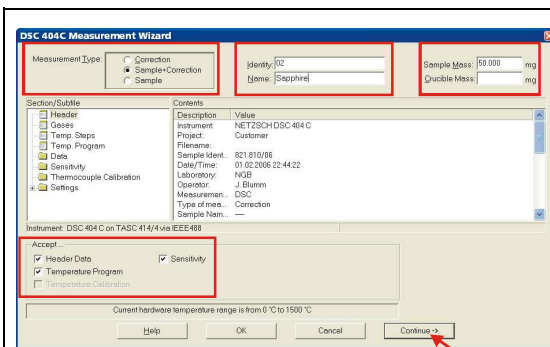 DSC 404C Measurement Wizard
Measurement Type:
Correction
Sample+Correction
Sample
Identity: 02
Name: Sapphire
Sample Mass: 50.000 mg
Crucible Mass: mg
Section/Subfile
Header
Gases
Temp. Steps
Temp. Program
Data
Sensitivity
Thermocouple Calibration
Settings
Contents
Description Value
Instrument NETZSCH DSC 404 C
Project: Customer
Filename:
Sample Ident... 821.810/06
Date/Time: 01.02.2006 22:44:22
Laboratory: NGB
Operator: J. Blumm
Measuremen... DSC
Type of mea... Correction
Sample Nam... ----
Instrument: DSC 404 C on TASC 414/4 via IEEE488
Accept...
Header Data Sensitivity
Temperature Program
Temperature Calibration
Current hardware temperature range is from 0 °C to 1500 °C
Help OK Cancel Continue ->